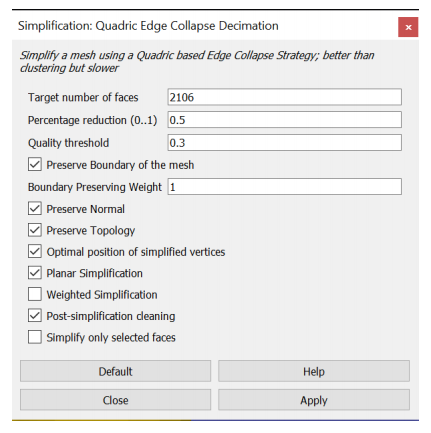 Simplification: Quadric Edge Collapse Decimation
Simplify a mesh using a Quadric based Edge Collapse Strategy; better than
clustering but slower
Target number of faces 2106
Percentage reduction (0..1) 0.5
Quality threshold 0.3
Preserve Boundary of the mesh
Boundary Preserving Weight 1
Preserve Normal
Preserve Topology
Optimal position of simplified vertices
Planar Simplification
Weighted Simplification
Post-simplification cleaning
Simplify only selected faces
Default Help
Close Apply